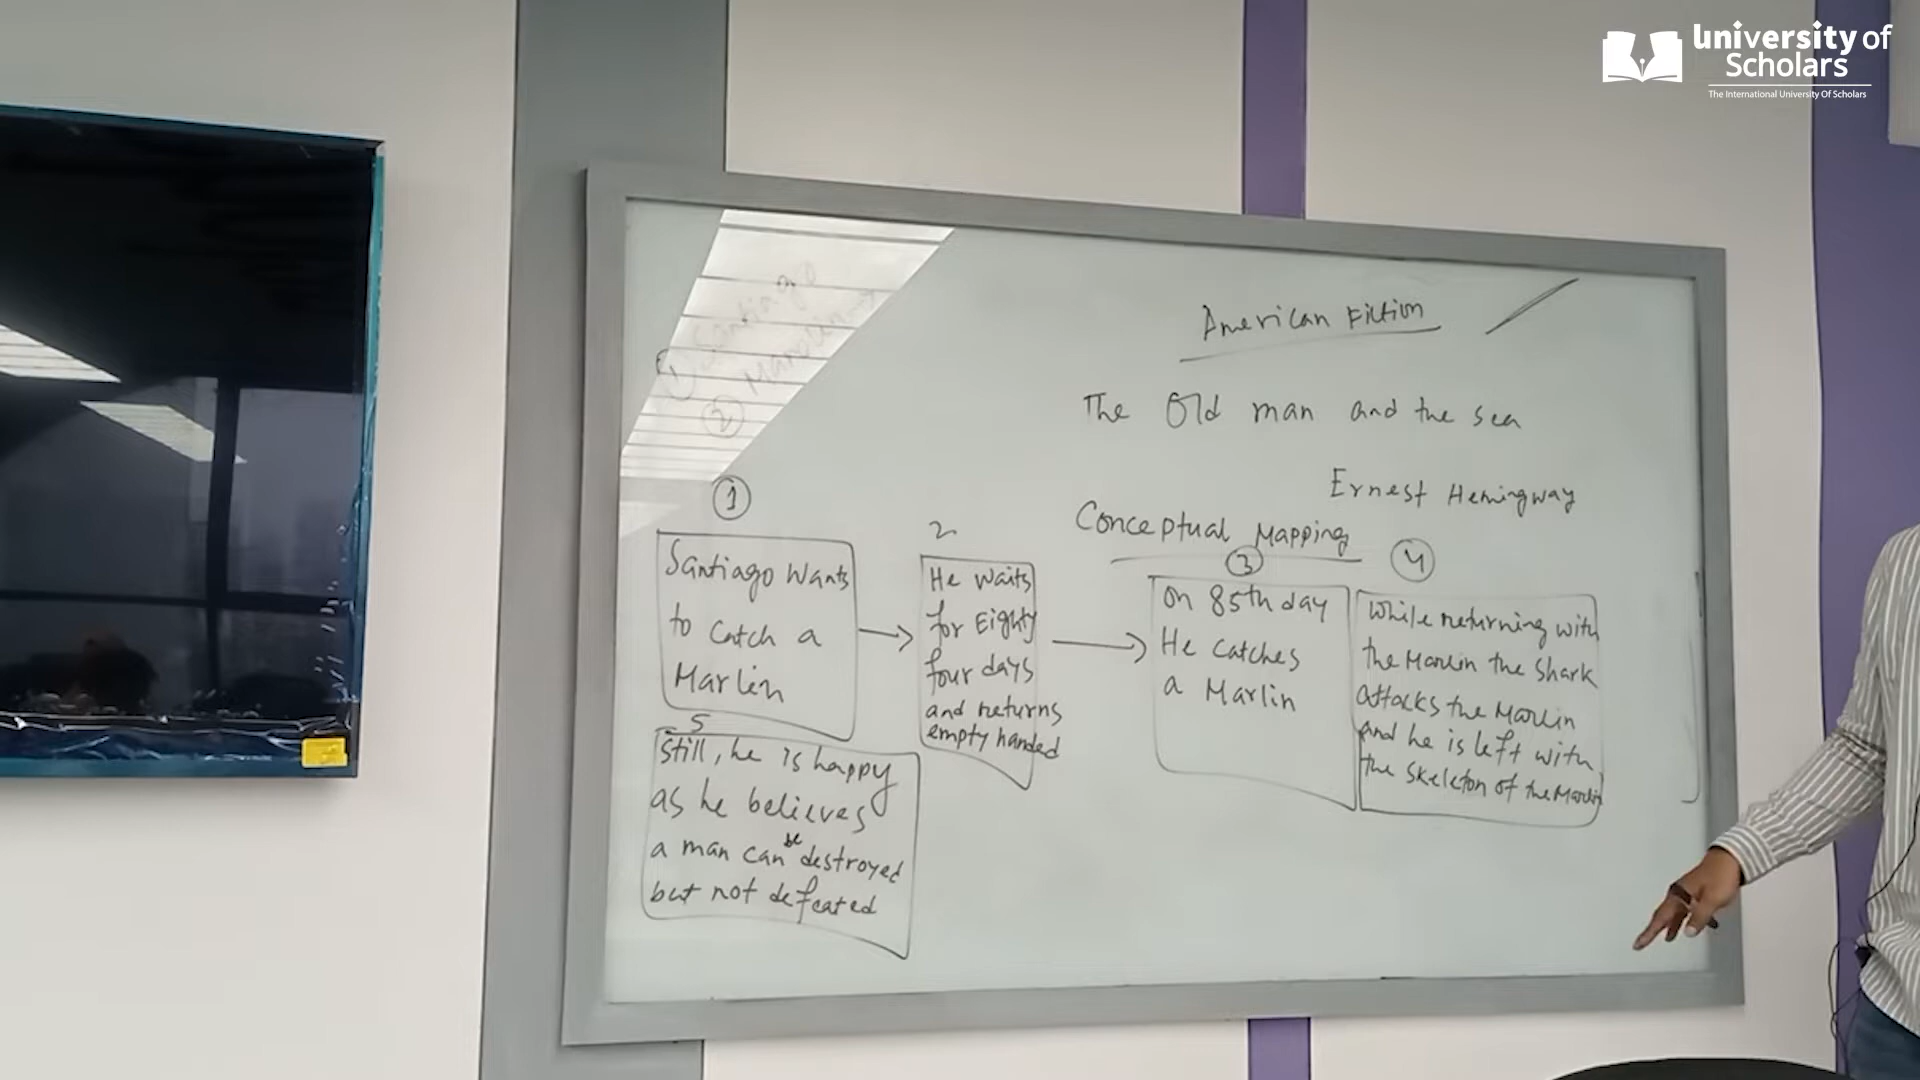 University of
Scholars
The International University Of Scholars
American Fiction
The Old man and the sea
Ernest Hemingway
Conceptual Mapping
① Santiago
② Manolin
①
Santiago wants
to catch a
Marlin
2
He waits
for Eighty
four days
and returns
empty handed
③
on 85th day
He catches
a Marlin
4
While returning with
the Marlin the Shark
attacks the Marlin
and he is left with
the skeleton of the Marlin
5
Still, he is happy
as he believes
a man can be destroyed
but not defeated